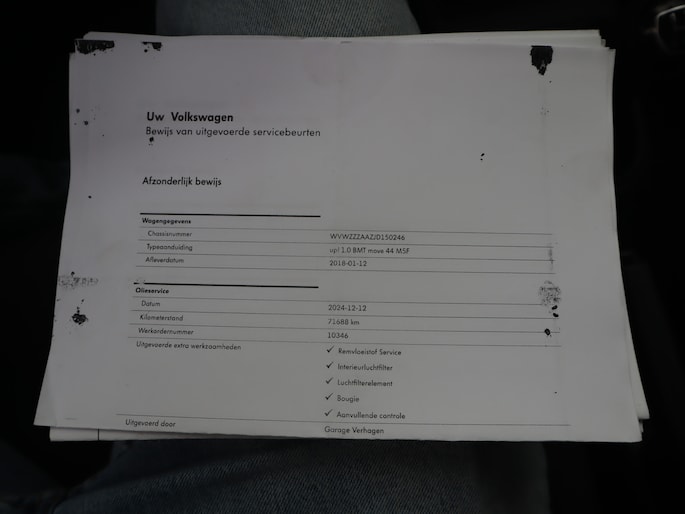 Uw Volkswagen
Bewijs van uitgevoerde servicebeurten
Afzonderlijk bewijs
Wagengegevens
Chassisnummer WVWZZZAAZJD150246
Typeaanduiding up! 1.0 BMT move 44 M5F
Afleverdatum 2018-01-12
Olieservice
Datum 2024-12-12
Kilometerstand 71688 km
Werkordernummer 10346
Uitgevoerde extra werkzaamheden ✓ Remvloeistof Service
✓ Interieurluchtfilter
✓ Luchtfilterelement
✓ Bougie
✓ Aanvullende controle
Uitgevoerd door Garage Verhagen